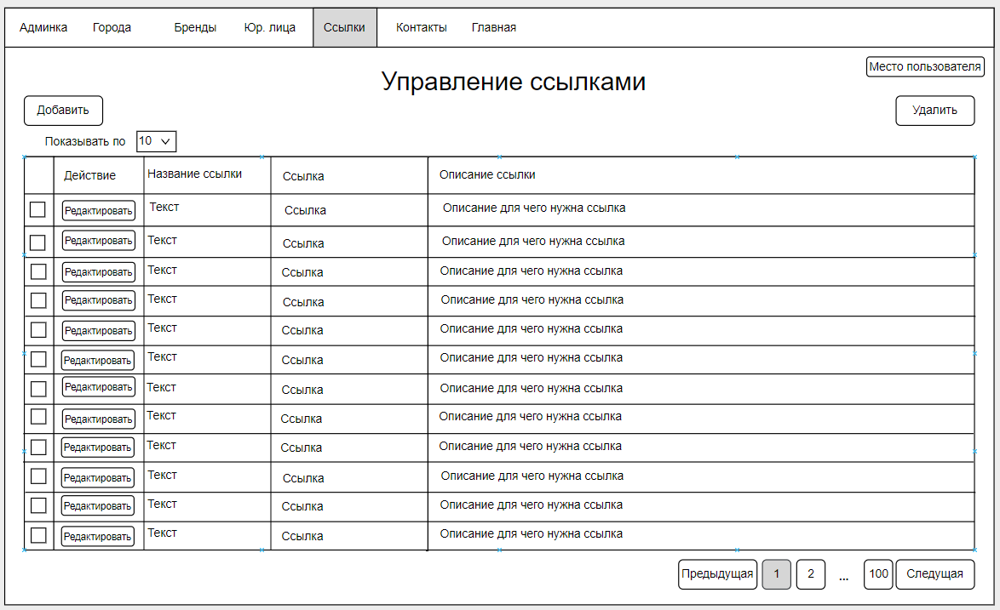 Админка Города Бренды Юр. лица Ссылки Контакты Главная
Место пользователя
Управление ссылками
Добавить Удалить
Показывать по 10
Действие Название ссылки Ссылка Описание ссылки
Редактировать Текст Ссылка Описание для чего нужна ссылка
Редактировать Текст Ссылка Описание для чего нужна ссылка
Редактировать Текст Ссылка Описание для чего нужна ссылка
Редактировать Текст Ссылка Описание для чего нужна ссылка
Редактировать Текст Ссылка Описание для чего нужна ссылка
Редактировать Текст Ссылка Описание для чего нужна ссылка
Редактировать Текст Ссылка Описание для чего нужна ссылка
Редактировать Текст Ссылка Описание для чего нужна ссылка
Редактировать Текст Ссылка Описание для чего нужна ссылка
Редактировать Текст Ссылка Описание для чего нужна ссылка
Редактировать Текст Ссылка Описание для чего нужна ссылка
Редактировать Текст Ссылка Описание для чего нужна ссылка
Предыдущая 1 2 ... 100 Следущая